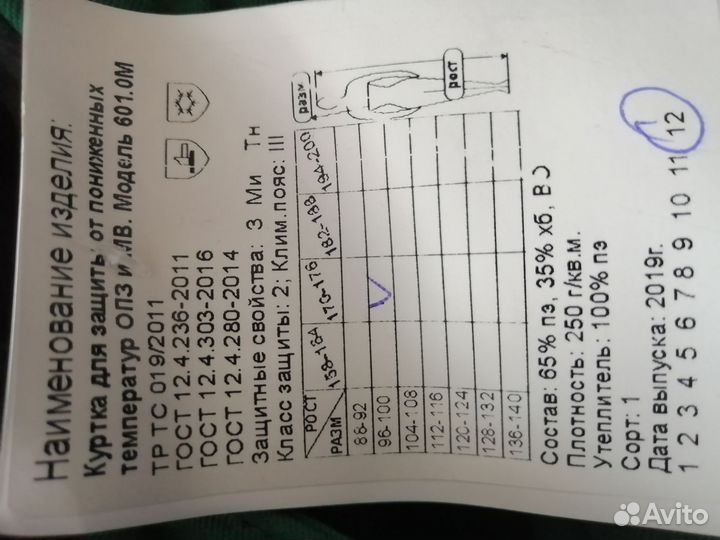 Наименование изделия:
Куртка для защиты от пониженных
температур ОПЗ и МВ. Модель 601.0М
ТР ТС 019/2011
ГОСТ 12.4.236-2011
ГОСТ 12.4.303-2016
ГОСТ 12.4.280-2014
Защитные свойства: З Ми Тн
Класс защиты: 2; Клим.пояс: III
разм
рост
РОСТ 158-164 170-176 182-188 194-200
РАЗМ
88-92
96-100
104-108
112-116
120-124
128-132
136-140
Состав: 65% пэ, 35% хб, ВО
Плотность: 250 г/кв.м.
Утеплитель: 100% пэ
Сорт: 1
Дата выпуска: 2019г.
1 2 3 4 5 6 7 8 9 10 11 12
Avito